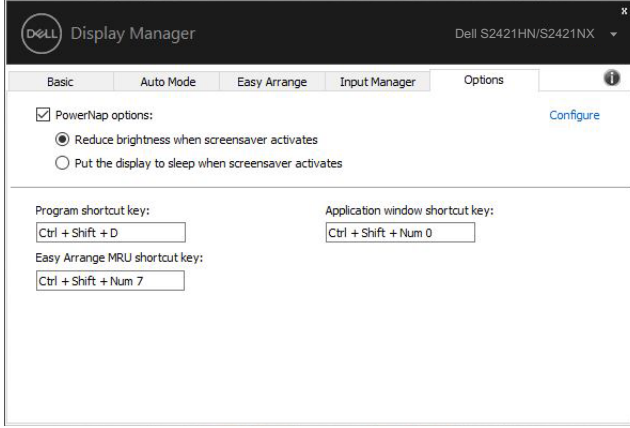 DELL Display Manager
Dell S2421HN/S2421NX
x
Basic
Auto Mode
Easy Arrange
Input Manager
Options
i
PowerNap options:
Configure
Reduce brightness when screensaver activates
Put the display to sleep when screensaver activates
Program shortcut key:
Application window shortcut key:
Ctrl + Shift + D
Ctrl + Shift + Num 0
Easy Arrange MRU shortcut key:
Ctrl + Shift + Num 7